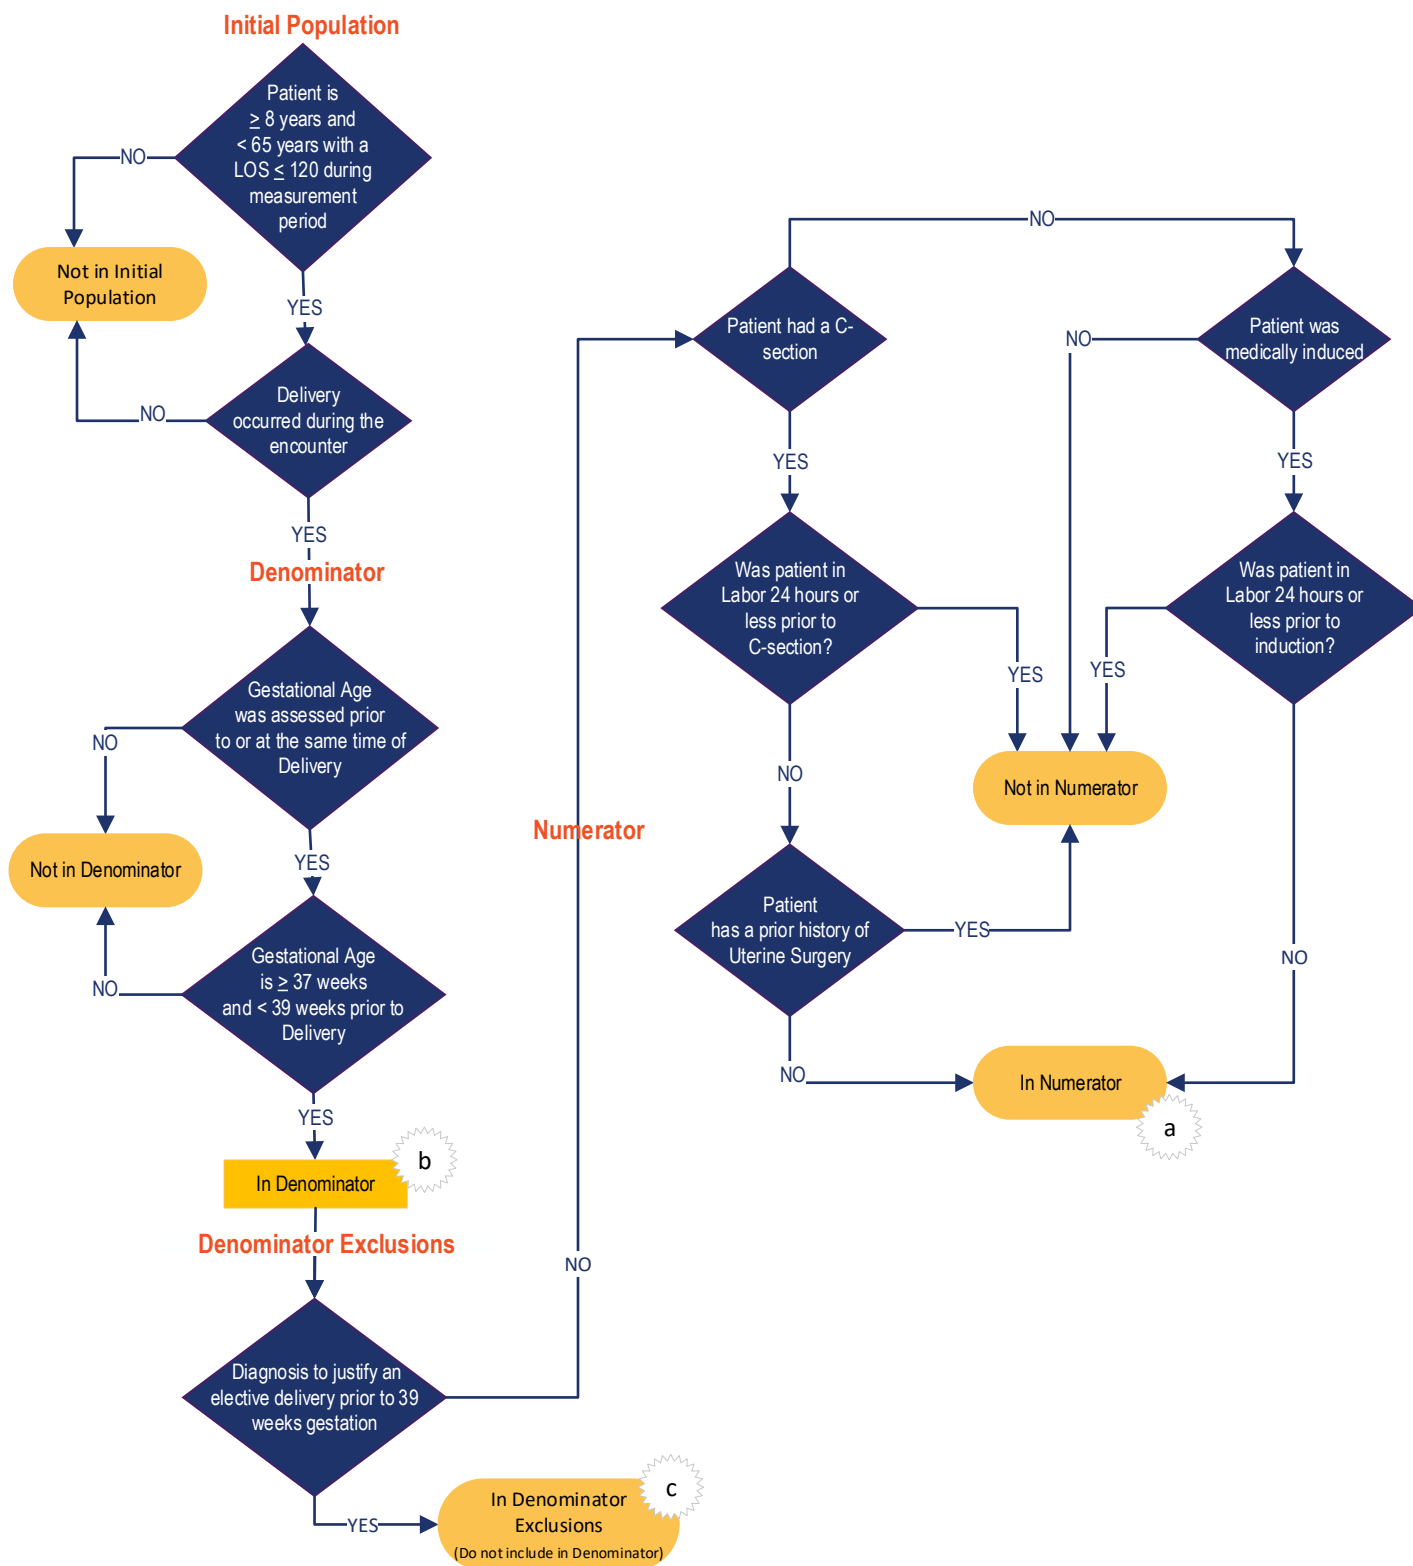 Initial Population
Patient is
≥ 8 years and
< 65 years with a
LOS ≤ 120 during
measurement
period
NO
Not in Initial
Population
YES
Delivery
occurred during the
encounter
NO
YES
Denominator
Gestational Age
was assessed prior
to or at the same time of
Delivery
NO
Not in Denominator
YES
Gestational Age
is ≥ 37 weeks
and < 39 weeks prior to
Delivery
NO
YES
In Denominator
b
Denominator Exclusions
Diagnosis to justify an
elective delivery prior to 39
weeks gestation
YES
In Denominator
Exclusions
(Do not include in Denominator)
c
NO
Numerator
Patient had a C-
section
NO
Patient was
medically induced
NO
YES
YES
Was patient in
Labor 24 hours or
less prior to
C-section?
Was patient in
Labor 24 hours or
less prior to
induction?
YES
YES
NO
Not in Numerator
Patient
has a prior history of
Uterine Surgery
YES
NO
NO
In Numerator
a